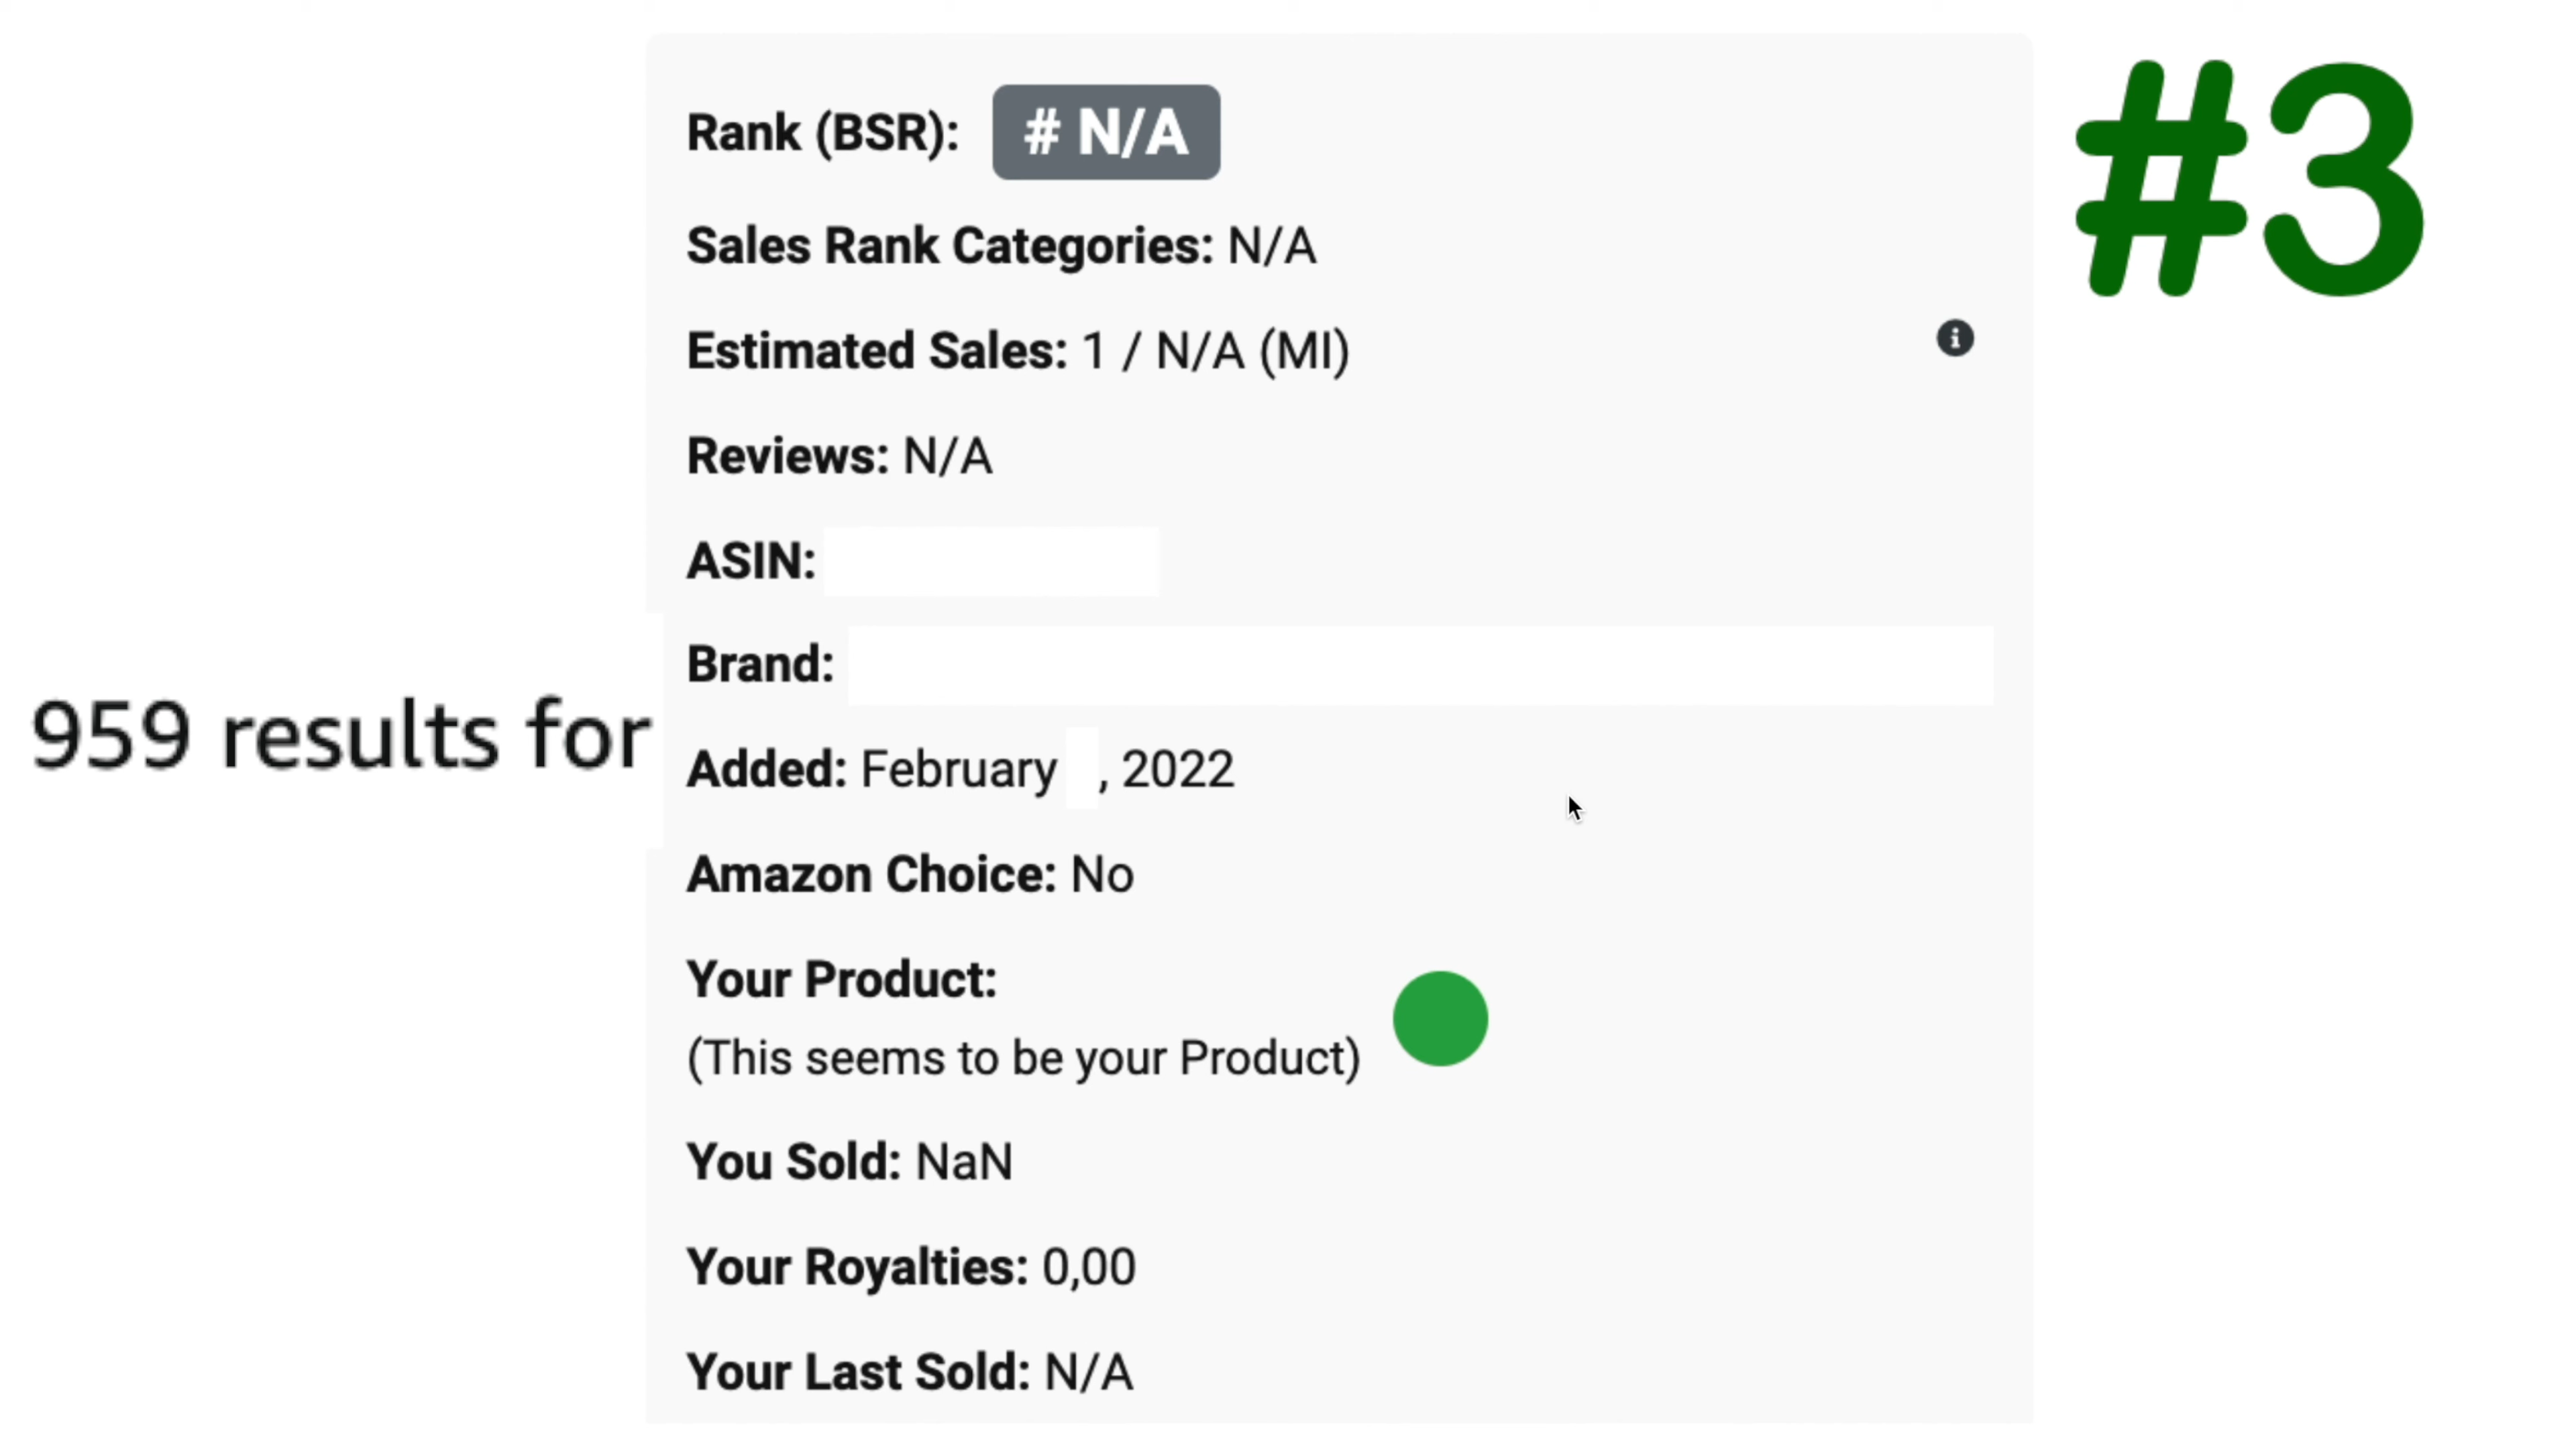 Rank (BSR): # N/A
#3
Sales Rank Categories: N/A
Estimated Sales: 1 / N/A (MI)
Reviews: N/A
ASIN:
Brand:
959 results for
Added: February , 2022
Amazon Choice: No
Your Product:
(This seems to be your Product)
You Sold: NaN
Your Royalties: 0,00
Your Last Sold: N/A